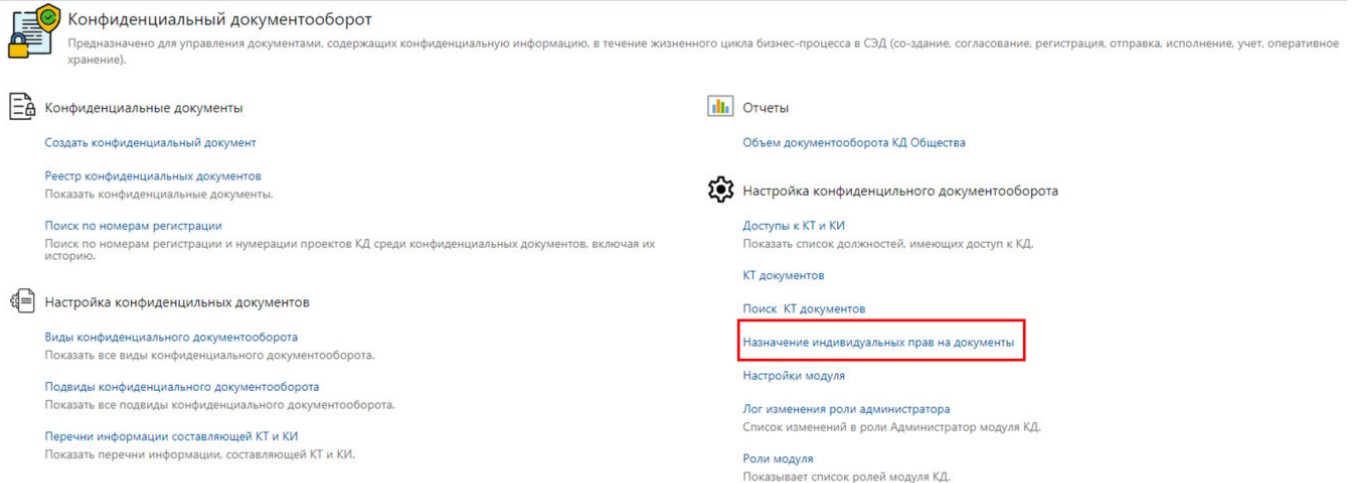 Конфиденциальный документооборот
Предназначено для управления документами, содержащих конфиденциальную информацию, в течение жизненного цикла бизнес-процесса в СЭД (со-здание, согласование, регистрация, отправка, исполнение, учет, оперативное
хранение).
Конфиденциальные документы
Создать конфиденциальный документ
Реестр конфиденциальных документов
Показать конфиденциальные документы.
Поиск по номерам регистрации
Поиск по номерам регистрации и нумерации проектов КД среди конфиденциальных документов, включая их
историю.
Настройка конфиденцильных документов
Виды конфиденциального документооборота
Показать все виды конфиденциального документооборота.
Подвиды конфиденциального документооборота
Показать все подвиды конфиденциального документооборота.
Перечни информации составляющей КТ и КИ
Показать перечни информации, составляющей КТ и КИ.
Отчеты
Объем документооборота КД Общества
Настройка конфиденцильного документооборота
Доступы к КТ и КИ
Показать список должностей, имеющих доступ к КД.
КТ документов
Поиск КТ документов
Назначение индивидуальных прав на документы
Настройки модуля
Лог изменения роли администратора
Список изменений в роли Администратор модуля КД.
Роли модуля
Показывает список ролей модуля КД.